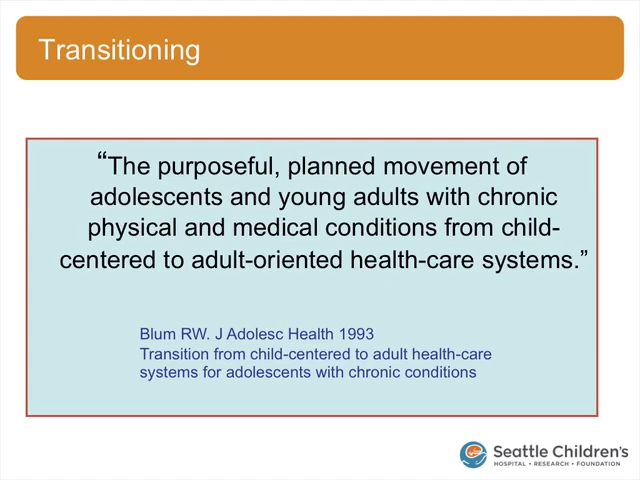 Transitioning
“The purposeful, planned movement of
adolescents and young adults with chronic
physical and medical conditions from child-
centered to adult-oriented health-care systems.”
Blum RW. J Adolesc Health 1993
Transition from child-centered to adult health-care
systems for adolescents with chronic conditions
Seattle Children's
HOSPITAL • RESEARCH • FOUNDATION